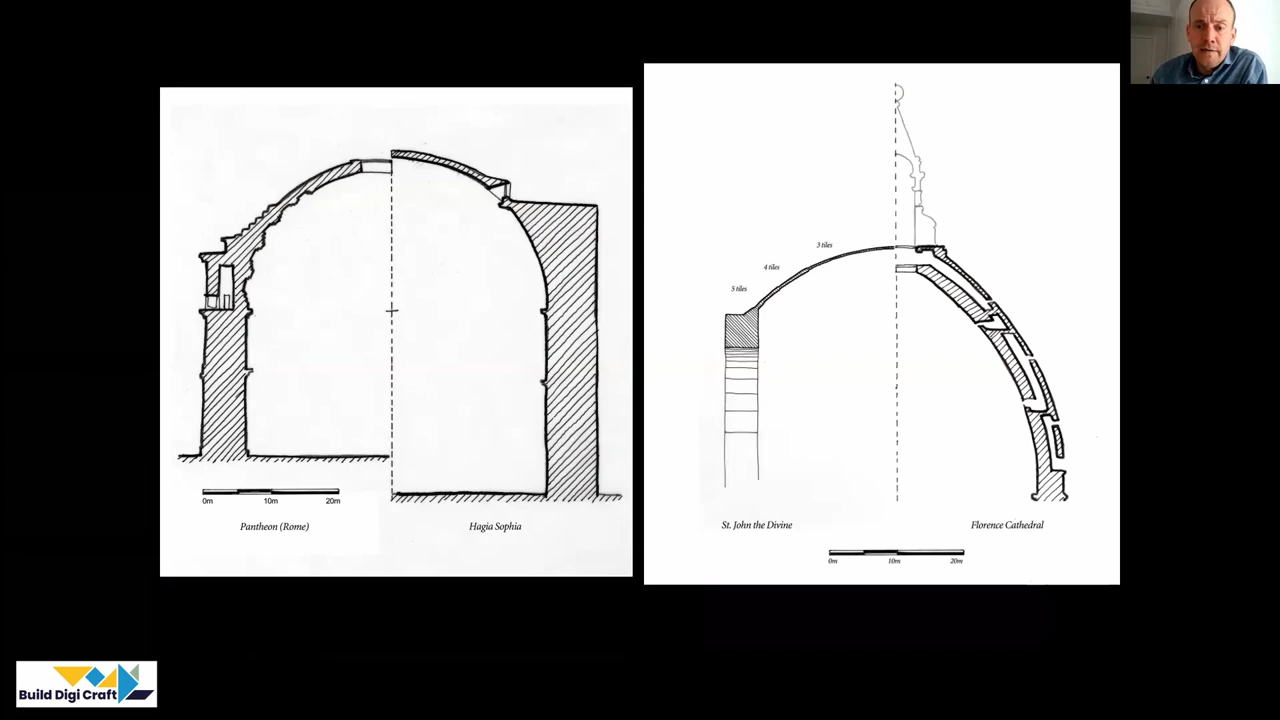 0m 10m 20m
Pantheon (Rome) Hagia Sophia
3 tiles
4 tiles
5 tiles
St. John the Divine Florence Cathedral
0m 10m 20m
Build Digi Craft